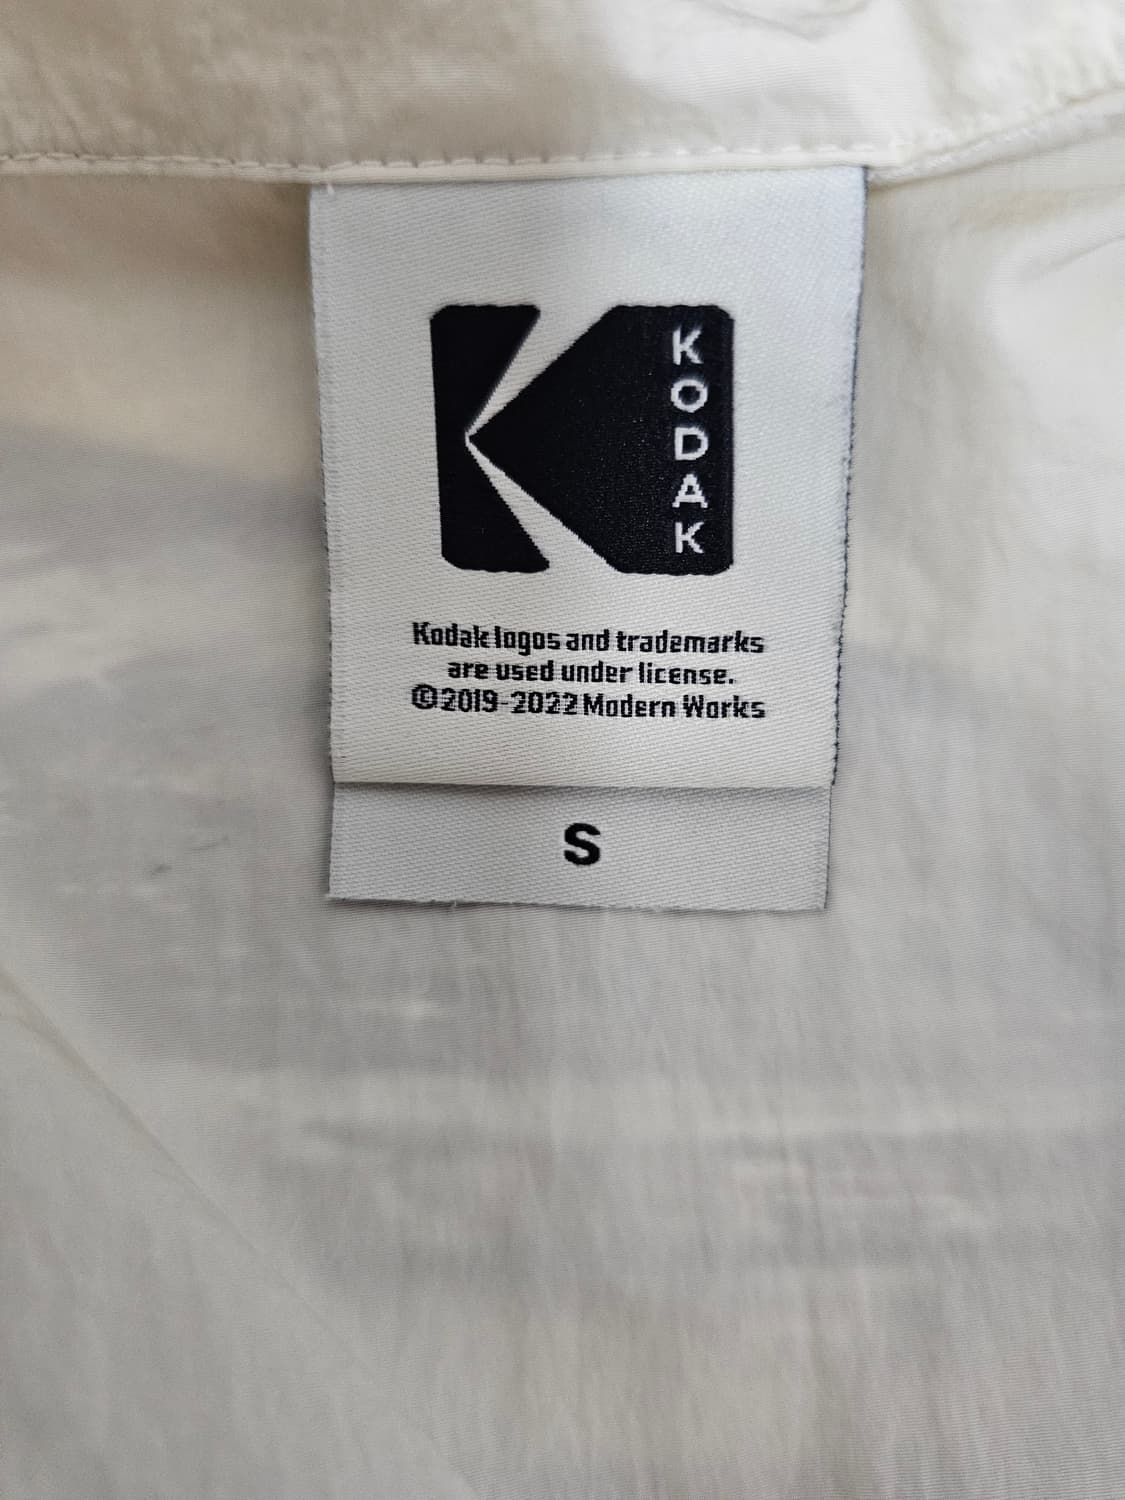 KODAK
Kodak logos and trademarks
are used under license.
©2019-2022 Modern Works
S